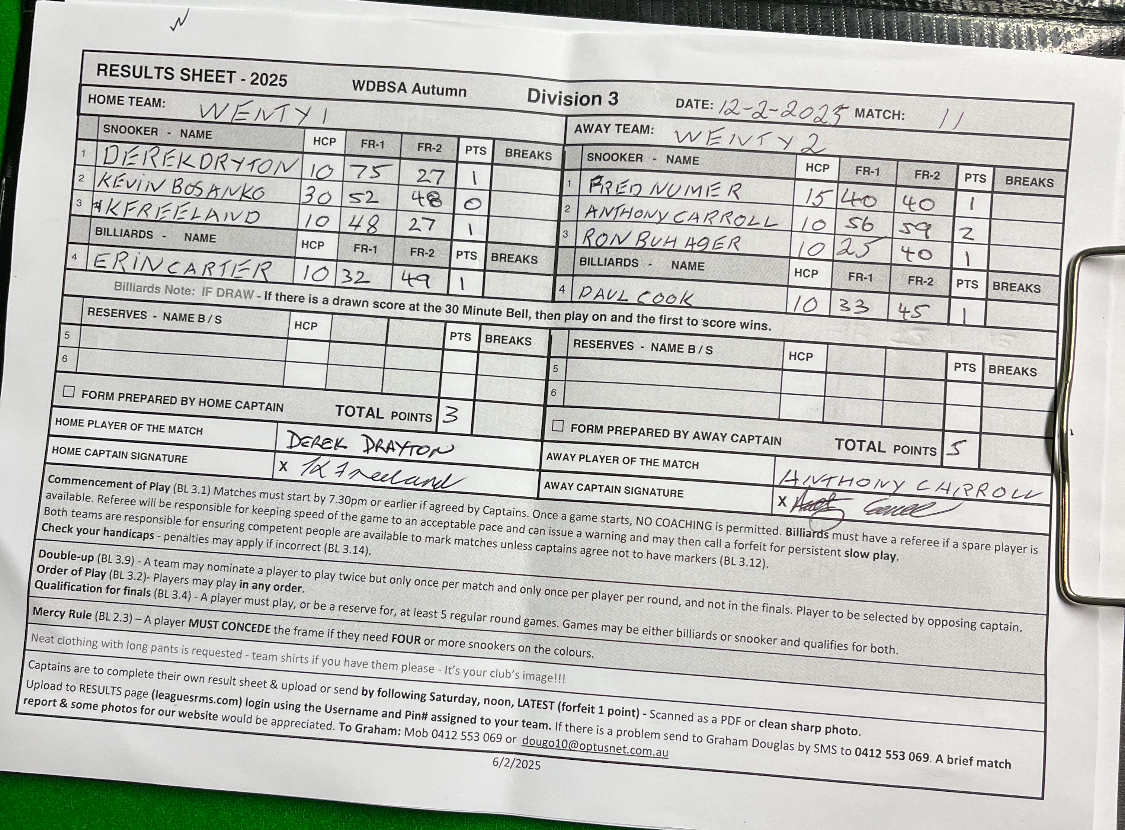 RESULTS SHEET - 2025 WDBSA Autumn Division 3 DATE: 12-2-2025 MATCH: 11
HOME TEAM: WENTY 1
SNOOKER - NAME HCP FR-1 FR-2 PTS BREAKS
1 DEREK DRYTON 10 75 27 1
2 KEVIN BOSANKO 30 52 48 0
3 KFREELAND 10 48 27 1
BILLIARDS - NAME HCP FR-1 FR-2 PTS BREAKS
4 ERIN CARTIER 10 32 49 1
AWAY TEAM: WENTY 2
SNOOKER - NAME HCP FR-1 FR-2 PTS BREAKS
1 FRED NUMER 15 40 40 1
2 ANTHONY CARROLL 10 56 59 2
3 RON BUHAGER 10 25 40 1
BILLIARDS - NAME HCP FR-1 FR-2 PTS BREAKS
4 PAUL COOK 10 33 45 1
Billiards Note: IF DRAW - If there is a drawn score at the 30 Minute Bell, then play on and the first to score wins.
RESERVES - NAME B / S HCP PTS BREAKS
5
6
FORM PREPARED BY HOME CAPTAIN TOTAL POINTS 3
HOME PLAYER OF THE MATCH DEREK DRAYTON
HOME CAPTAIN SIGNATURE X K Freeland
RESERVES - NAME B / S HCP PTS BREAKS
5
6
FORM PREPARED BY AWAY CAPTAIN TOTAL POINTS 5
AWAY PLAYER OF THE MATCH ANTHONY CARROLL
AWAY CAPTAIN SIGNATURE X
Commencement of Play (BL 3.1) Matches must start by 7.30pm or earlier if agreed by Captains. Once a game starts, NO COACHING is permitted. Billiards must have a referee if a spare player is
available. Referee will be responsible for keeping speed of the game to an acceptable pace and can issue a warning and may then call a forfeit for persistent slow play.
Both teams are responsible for ensuring competent people are available to mark matches unless captains agree not to have markers (BL 3.12).
Check your handicaps - penalties may apply if incorrect (BL 3.14).
Double-up (BL 3.9) - A team may nominate a player to play twice but only once per match and only once per player per round, and not in the finals. Player to be selected by opposing captain.
Order of Play (BL 3.2)- Players may play in any order.
Qualification for finals (BL 3.4) - A player must play, or be a reserve for, at least 5 regular round games. Games may be either billiards or snooker and qualifies for both.
Mercy Rule (BL 2.3) – A player MUST CONCEDE the frame if they need FOUR or more snookers on the colours.
Neat clothing with long pants is requested - team shirts if you have them please - It's your club's image!!!
Captains are to complete their own result sheet & upload or send by following Saturday, noon, LATEST (forfeit 1 point) - Scanned as a PDF or clean sharp photo.
Upload to RESULTS page (leaguesrms.com) login using the Username and Pin# assigned to your team. If there is a problem send to Graham Douglas by SMS to 0412 553 069. A brief match
report & some photos for our website would be appreciated. To Graham: Mob 0412 553 069 or dougo10@optusnet.com.au
6/2/2025